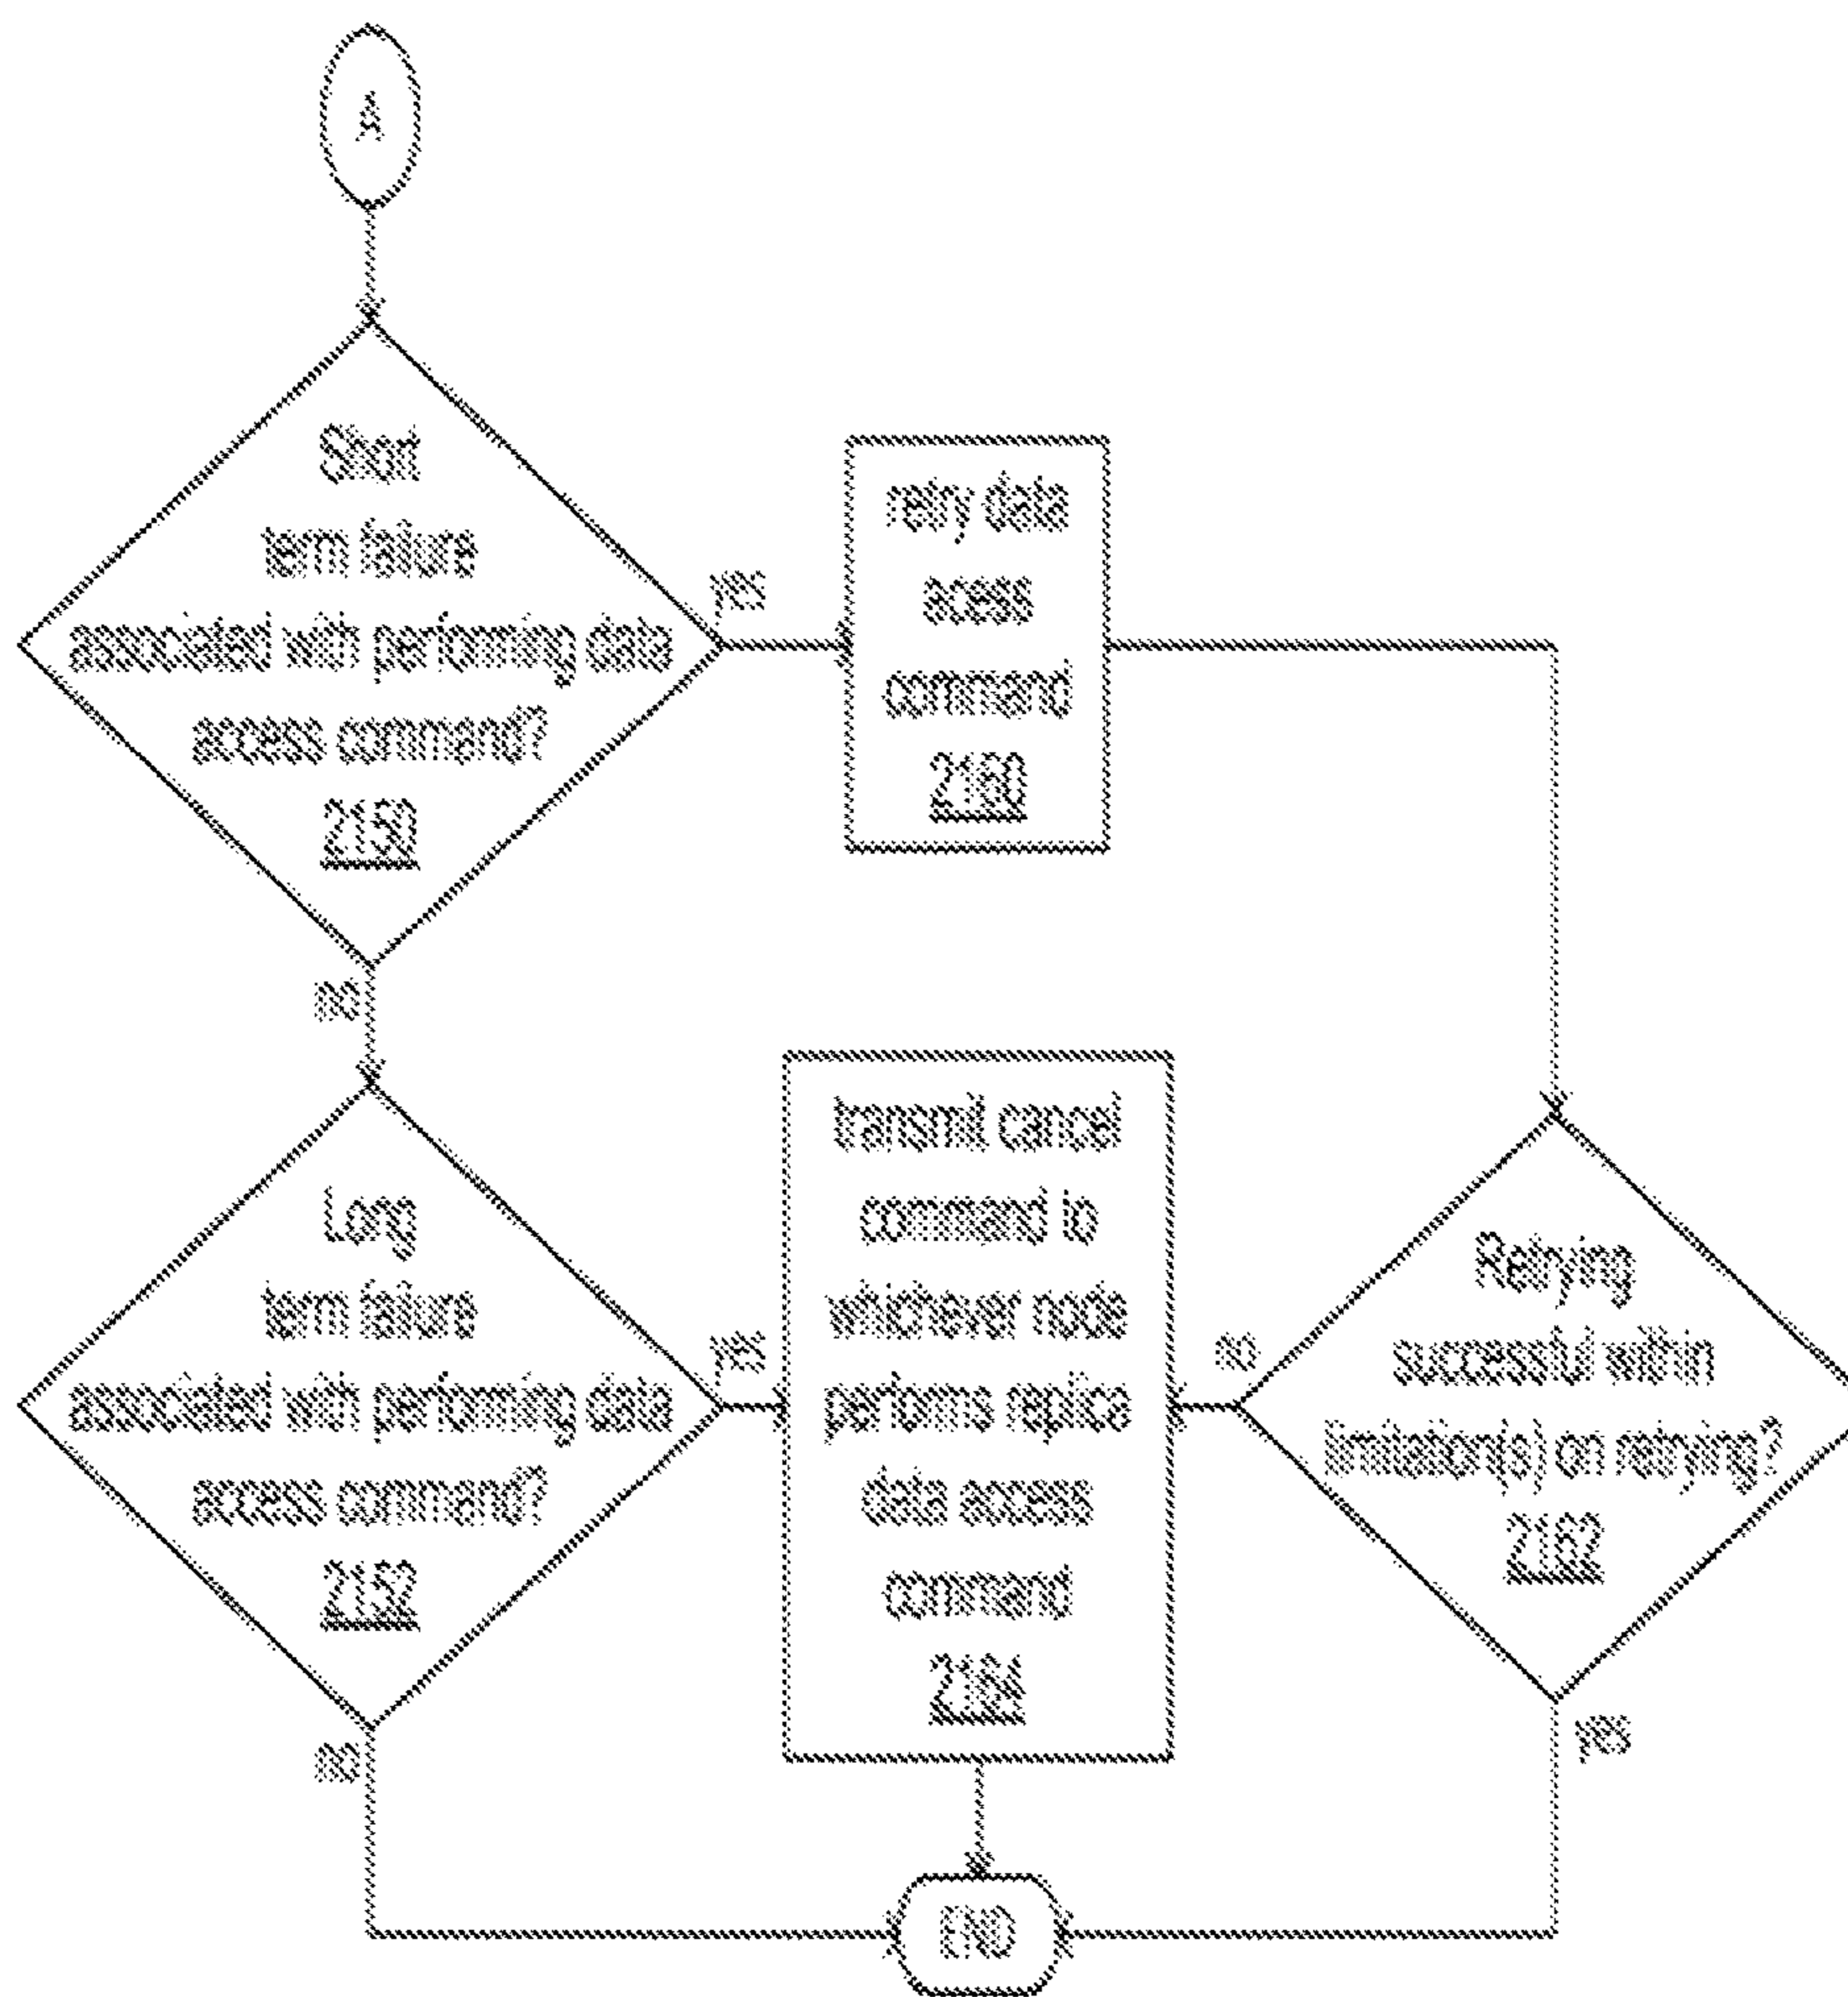 A
Short
term failure
associated with performing data
access command?
2150
yes
retry data
acess
command
2160
no
Long
term failure
associated with performing data
access command?
2152
yes
transmit cancel
command to
whichever node
performs replica
data access
command
2164
no
Retrying
successful within
limitation(s) on retrying?
2162
no
yes
END